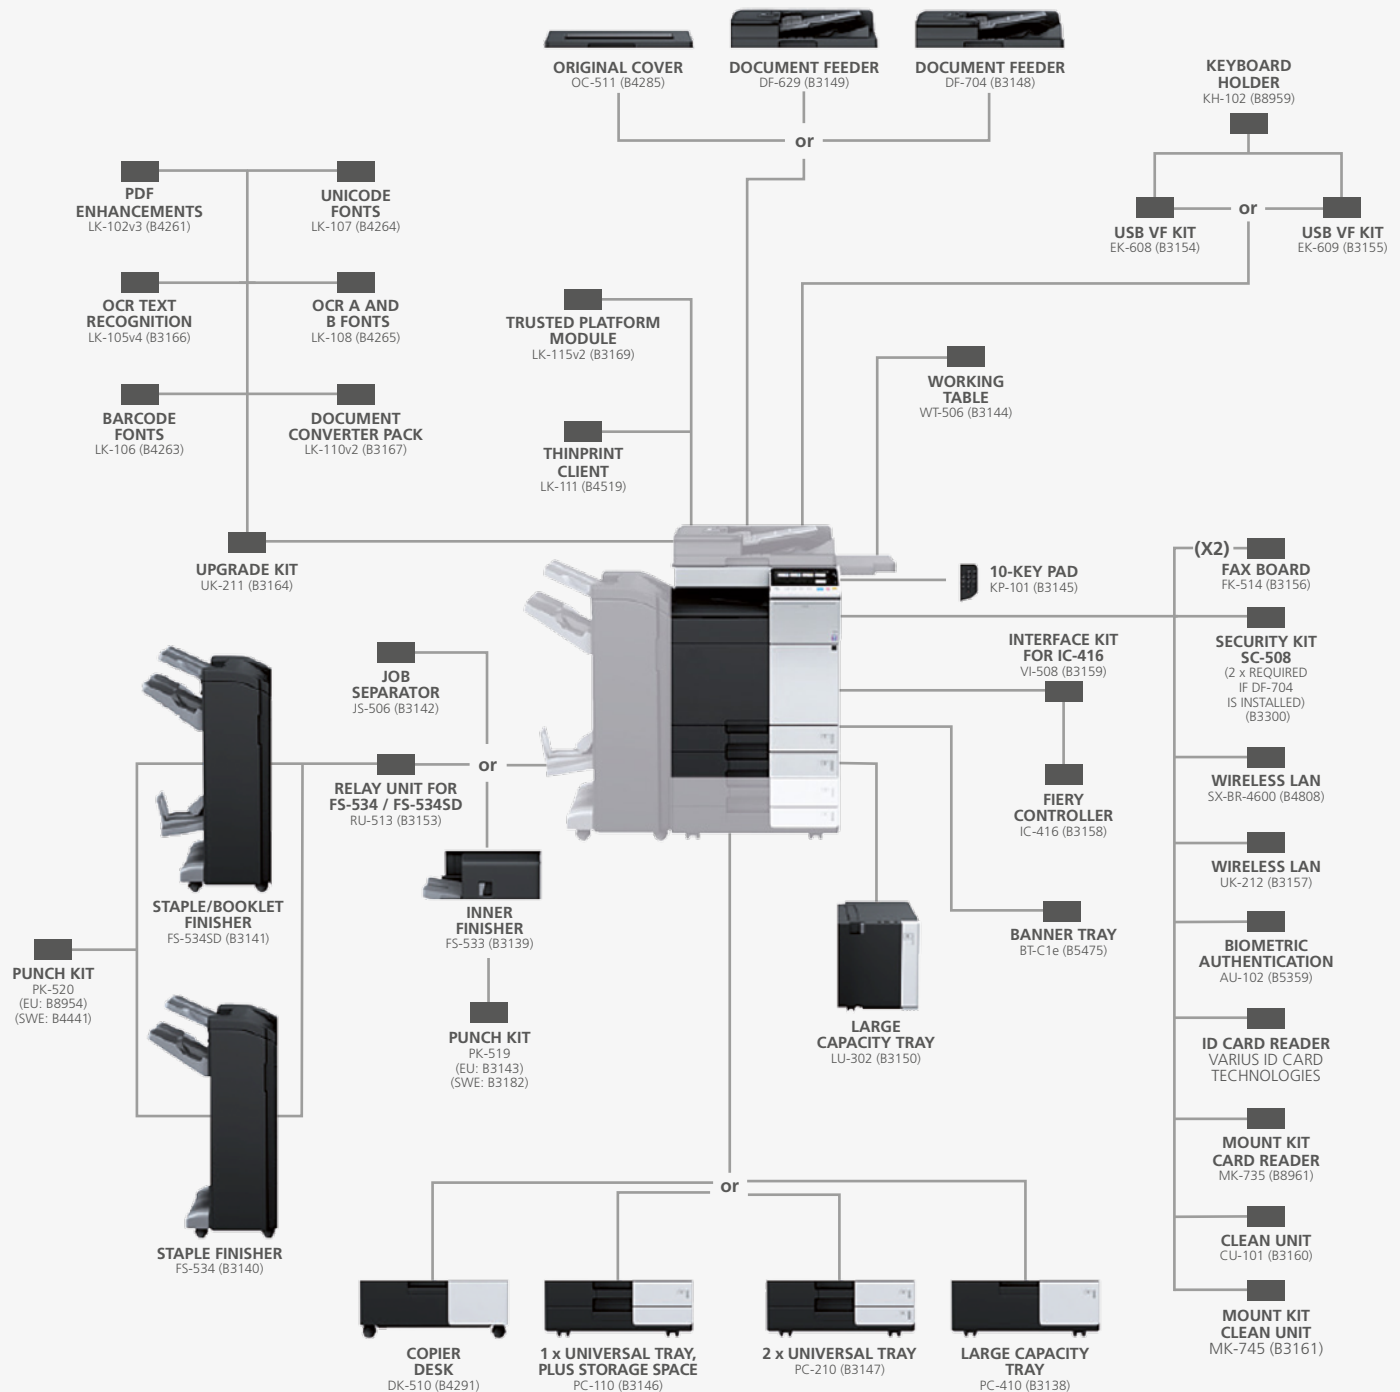 ORIGINAL COVER
OC-511 (B4285)
DOCUMENT FEEDER
DF-629 (B3149)
DOCUMENT FEEDER
DF-704 (B3148)
or
KEYBOARD
HOLDER
KH-102 (B8959)
or
USB VF KIT
EK-608 (B3154)
USB VF KIT
EK-609 (B3155)
PDF
ENHANCEMENTS
LK-102v3 (B4261)
UNICODE
FONTS
LK-107 (B4264)
OCR TEXT
RECOGNITION
LK-105v4 (B3166)
OCR A AND
B FONTS
LK-108 (B4265)
BARCODE
FONTS
LK-106 (B4263)
DOCUMENT
CONVERTER PACK
LK-110v2 (B3167)
UPGRADE KIT
UK-211 (B3164)
TRUSTED PLATFORM
MODULE
LK-115v2 (B3169)
THINPRINT
CLIENT
LK-111 (B4519)
WORKING
TABLE
WT-506 (B3144)
10-KEY PAD
KP-101 (B3145)
INTERFACE KIT
FOR IC-416
VI-508 (B3159)
FIERY
CONTROLLER
IC-416 (B3158)
BANNER TRAY
BT-C1e (B5475)
LARGE
CAPACITY TRAY
LU-302 (B3150)
(X2)
FAX BOARD
FK-514 (B3156)
SECURITY KIT
SC-508
(2 x REQUIRED
IF DF-704
IS INSTALLED)
(B3300)
WIRELESS LAN
SX-BR-4600 (B4808)
WIRELESS LAN
UK-212 (B3157)
BIOMETRIC
AUTHENTICATION
AU-102 (B5359)
ID CARD READER
VARIUS ID CARD
TECHNOLOGIES
MOUNT KIT
CARD READER
MK-735 (B8961)
CLEAN UNIT
CU-101 (B3160)
MOUNT KIT
CLEAN UNIT
MK-745 (B3161)
JOB
SEPARATOR
JS-506 (B3142)
or
RELAY UNIT FOR
FS-534 / FS-534SD
RU-513 (B3153)
INNER
FINISHER
FS-533 (B3139)
PUNCH KIT
PK-519
(EU: B3143)
(SWE: B3182)
STAPLE/BOOKLET
FINISHER
FS-534SD (B3141)
PUNCH KIT
PK-520
(EU: B8954)
(SWE: B4441)
STAPLE FINISHER
FS-534 (B3140)
or
COPIER
DESK
DK-510 (B4291)
1 x UNIVERSAL TRAY,
PLUS STORAGE SPACE
PC-110 (B3146)
2 x UNIVERSAL TRAY
PC-210 (B3147)
LARGE CAPACITY
TRAY
PC-410 (B3138)